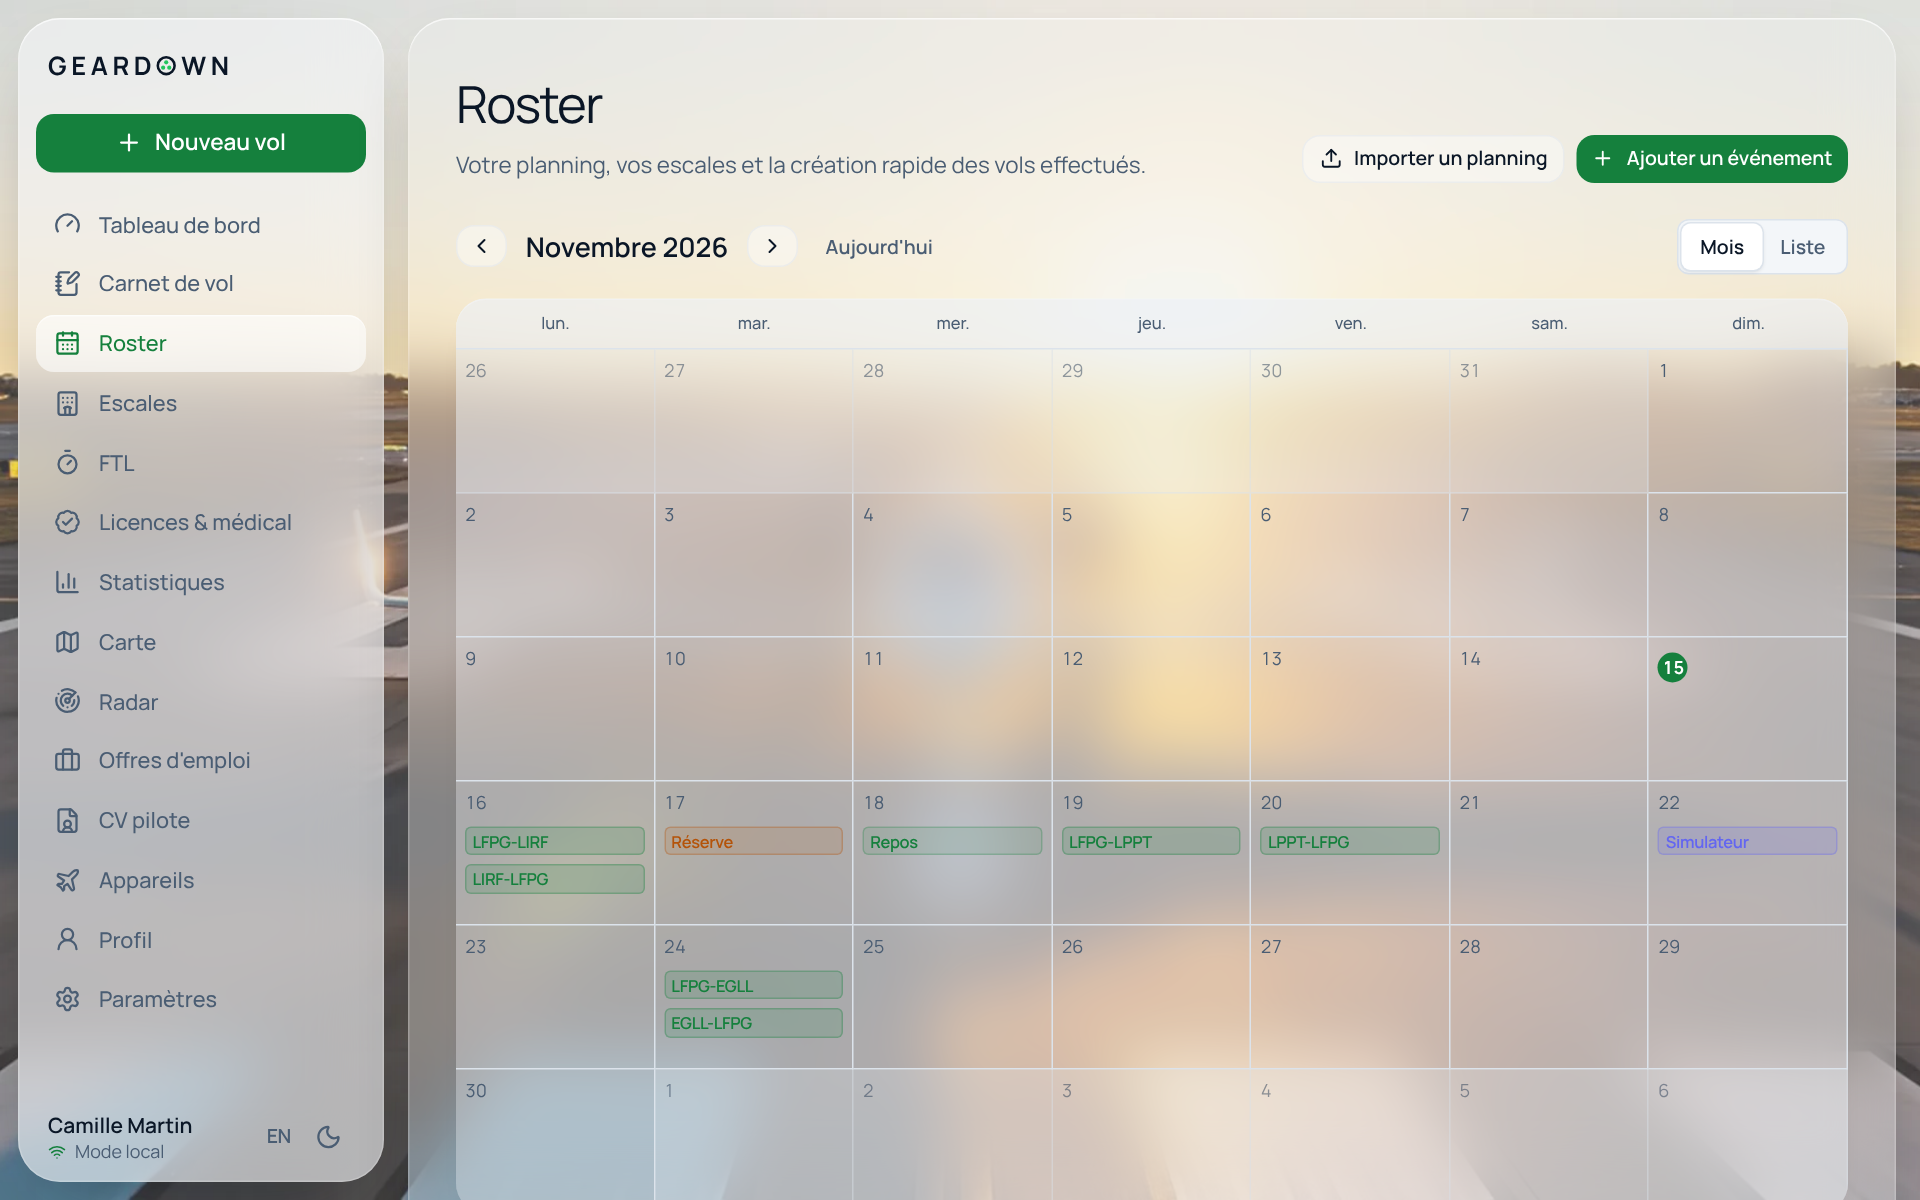 GEARDOWN
Nouveau vol
Tableau de bord
Carnet de vol
Roster
Escales
FTL
Licences & médical
Statistiques
Carte
Radar
Offres d'emploi
CV pilote
Appareils
Profil
Paramètres
Camille Martin
Mode local
EN
Roster
Votre planning, vos escales et la création rapide des vols effectués.
Importer un planning
Ajouter un événement
Novembre 2026
Aujourd'hui
Mois
Liste
lun. mar. mer. jeu. ven. sam. dim.
26 27 28 29 30 31 1
2 3 4 5 6 7 8
9 10 11 12 13 14 15
16 17 18 19 20 21 22
LFPG-LIRF Réserve Repos LFPG-LPPT LPPT-LFPG Simulateur
LIRF-LFPG
23 24 25 26 27 28 29
LFPG-EGLL
EGLL-LFPG
30 1 2 3 4 5 6